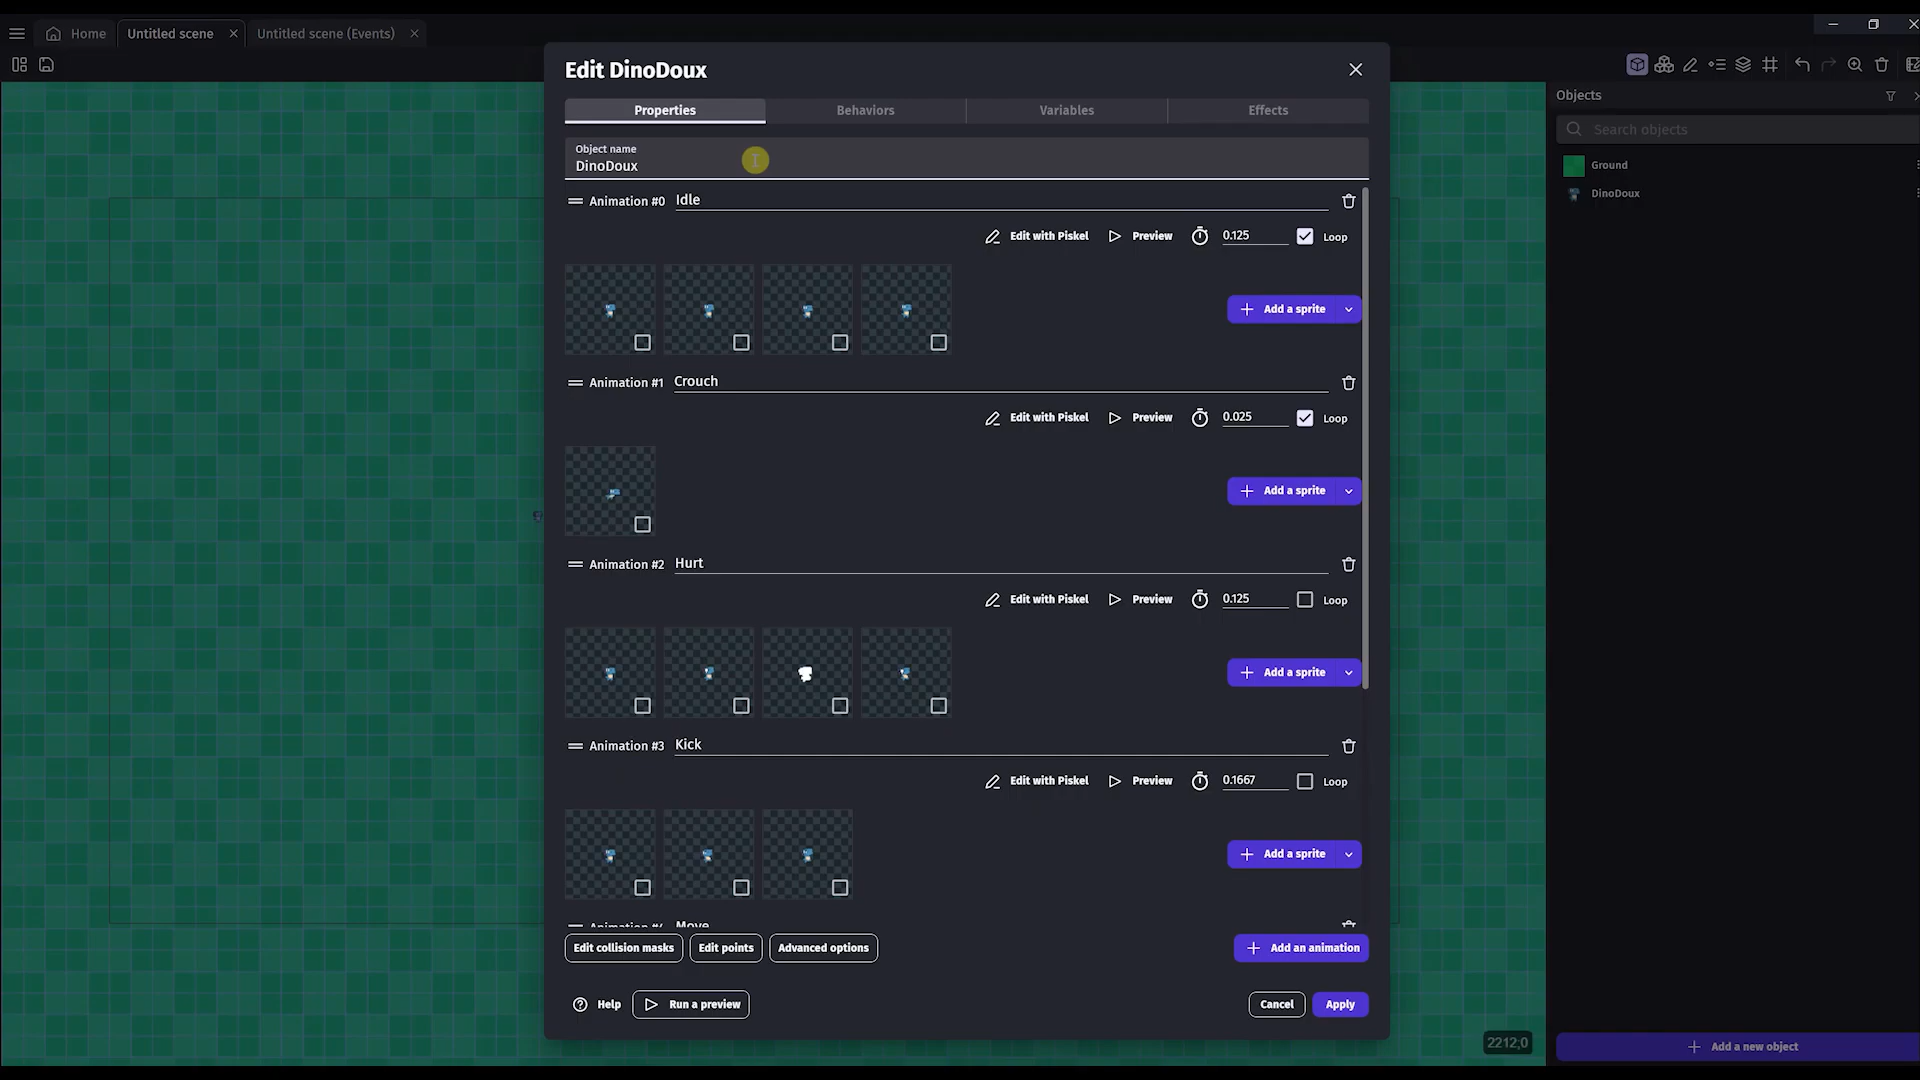 Home
Untitled scene
Untitled scene (Events)
Edit DinoDoux
Properties
Behaviors
Variables
Effects
Object name
DinoDoux
Animation #0 Idle
Edit with Piskel
Preview
0.125
Loop
Add a sprite
Animation #1 Crouch
Edit with Piskel
Preview
0.025
Loop
Add a sprite
Animation #2 Hurt
Edit with Piskel
Preview
0.125
Loop
Add a sprite
Animation #3 Kick
Edit with Piskel
Preview
0.1667
Loop
Add a sprite
Move
Edit collision masks
Edit points
Advanced options
Add an animation
Help
Run a preview
Cancel
Apply
Objects
Search objects
Ground
DinoDoux
2212;0
Add a new object